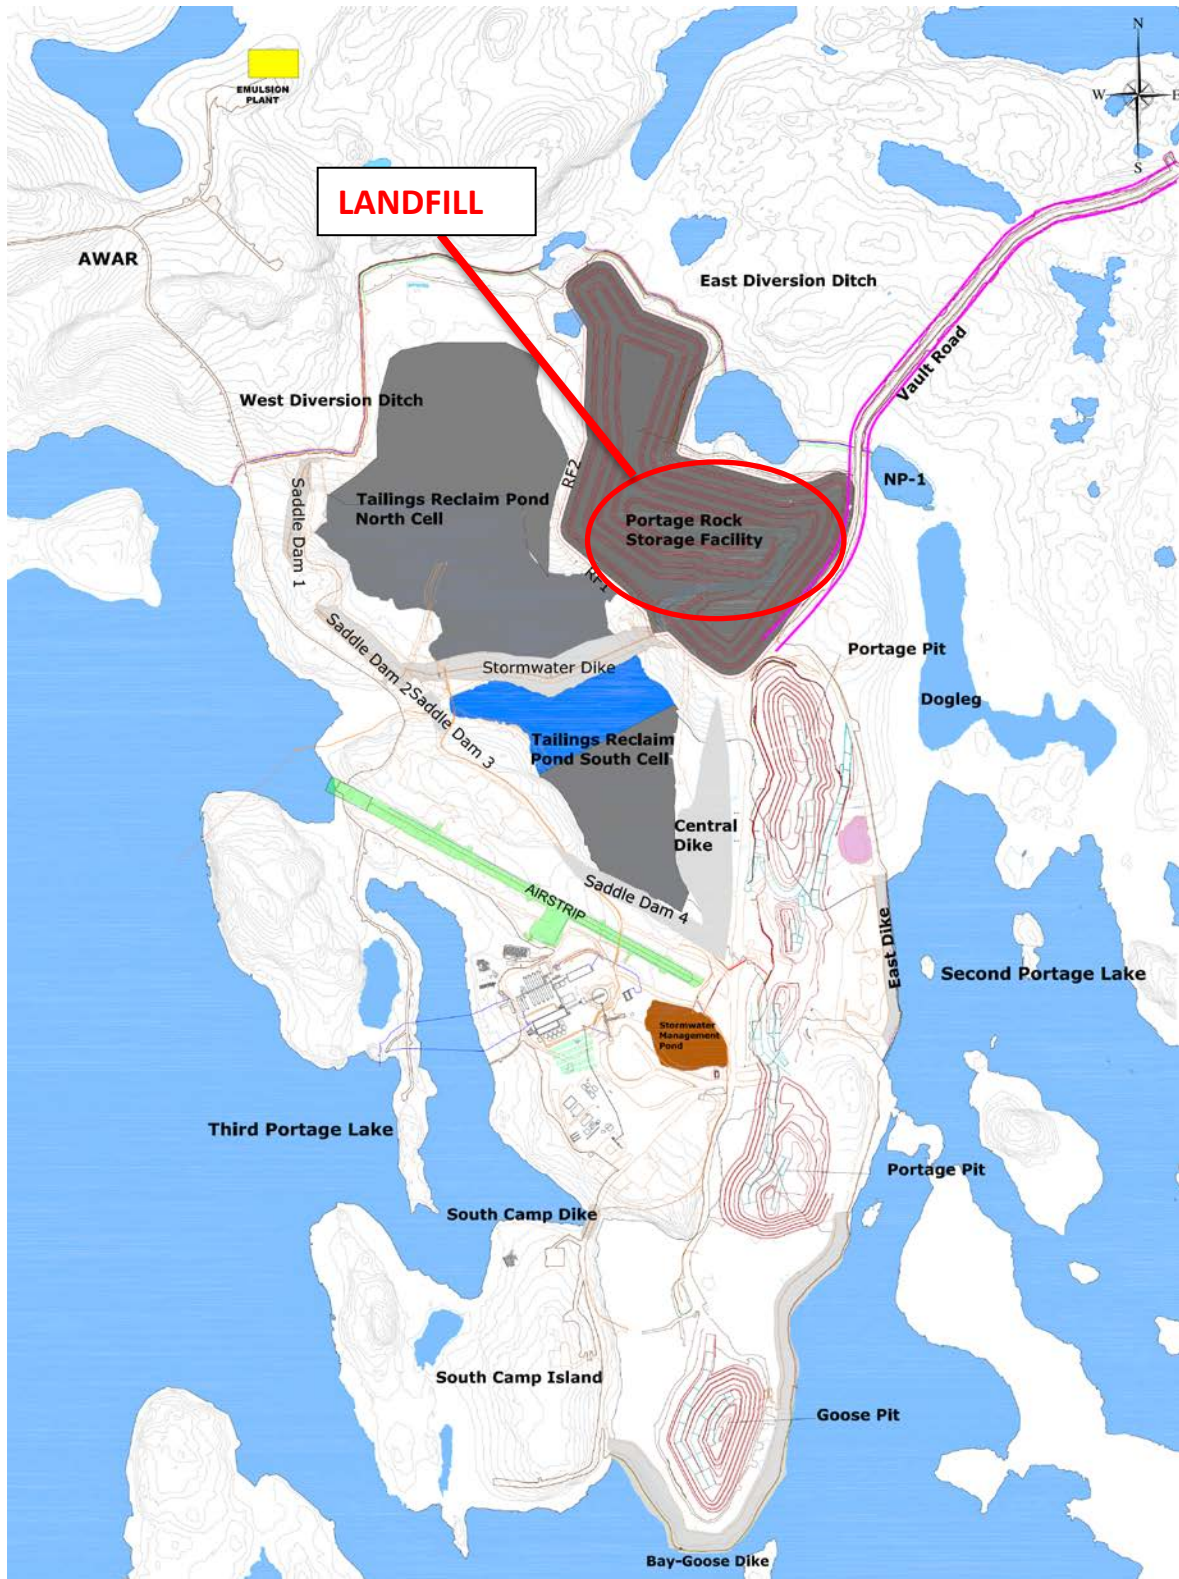 N
W
E
S
EMULSION
PLANT
LANDFILL
AWAR
East Diversion Ditch
Vault Road
West Diversion Ditch
RF2
NP-1
Saddle Dam 1
Tailings Reclaim Pond
North Cell
Portage Rock
Storage Facility
RF1
Saddle Dam 2
Stormwater Dike
Portage Pit
Saddle Dam 3
Dogleg
Tailings Reclaim
Pond South Cell
Central
Dike
Saddle Dam 4
AIRSTRIP
East Dike
Second Portage Lake
Stormwater
Management
Pond
Third Portage Lake
Portage Pit
South Camp Dike
South Camp Island
Goose Pit
Bay-Goose Dike